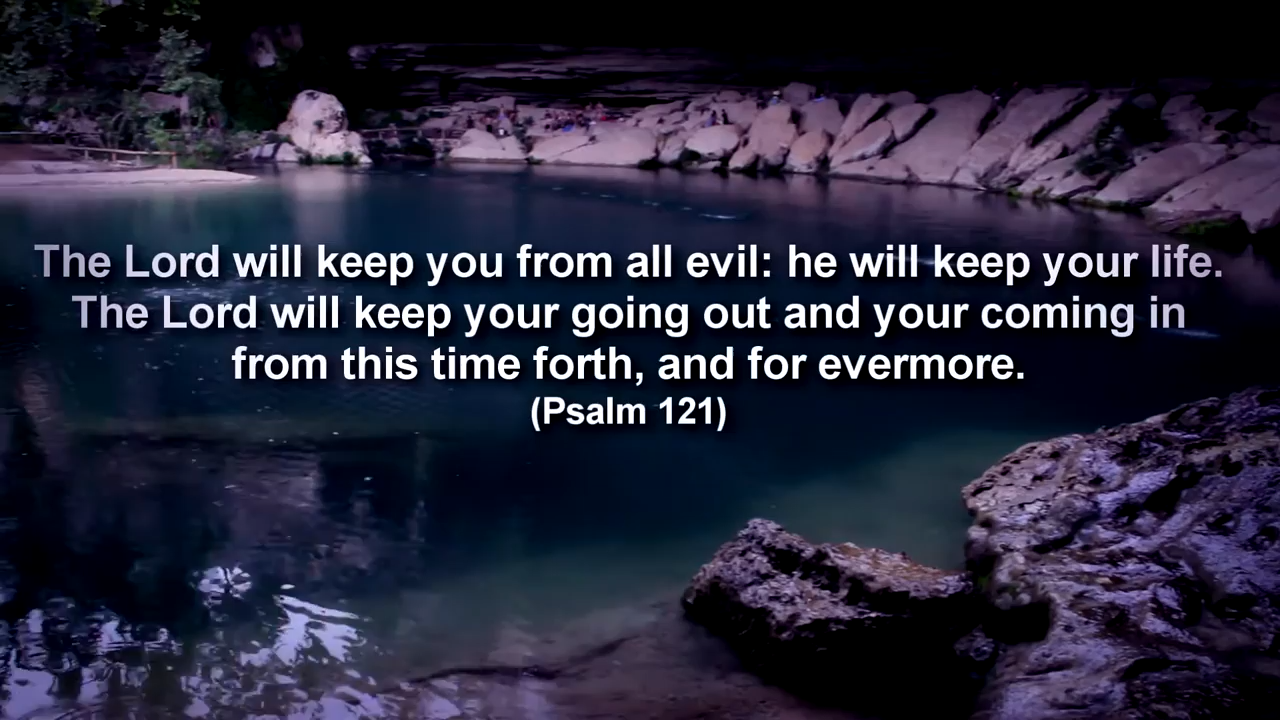 The Lord will keep you from all evil: he will keep your life.
The Lord will keep your going out and your coming in
from this time forth, and for evermore.
(Psalm 121)